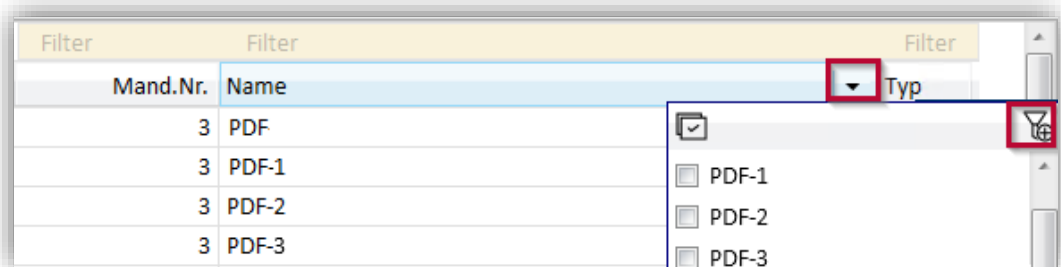 Filter Filter Filter
Mand.Nr. Name Typ
3 PDF
3 PDF-1
3 PDF-2
3 PDF-3
PDF-1
PDF-2
PDF-3